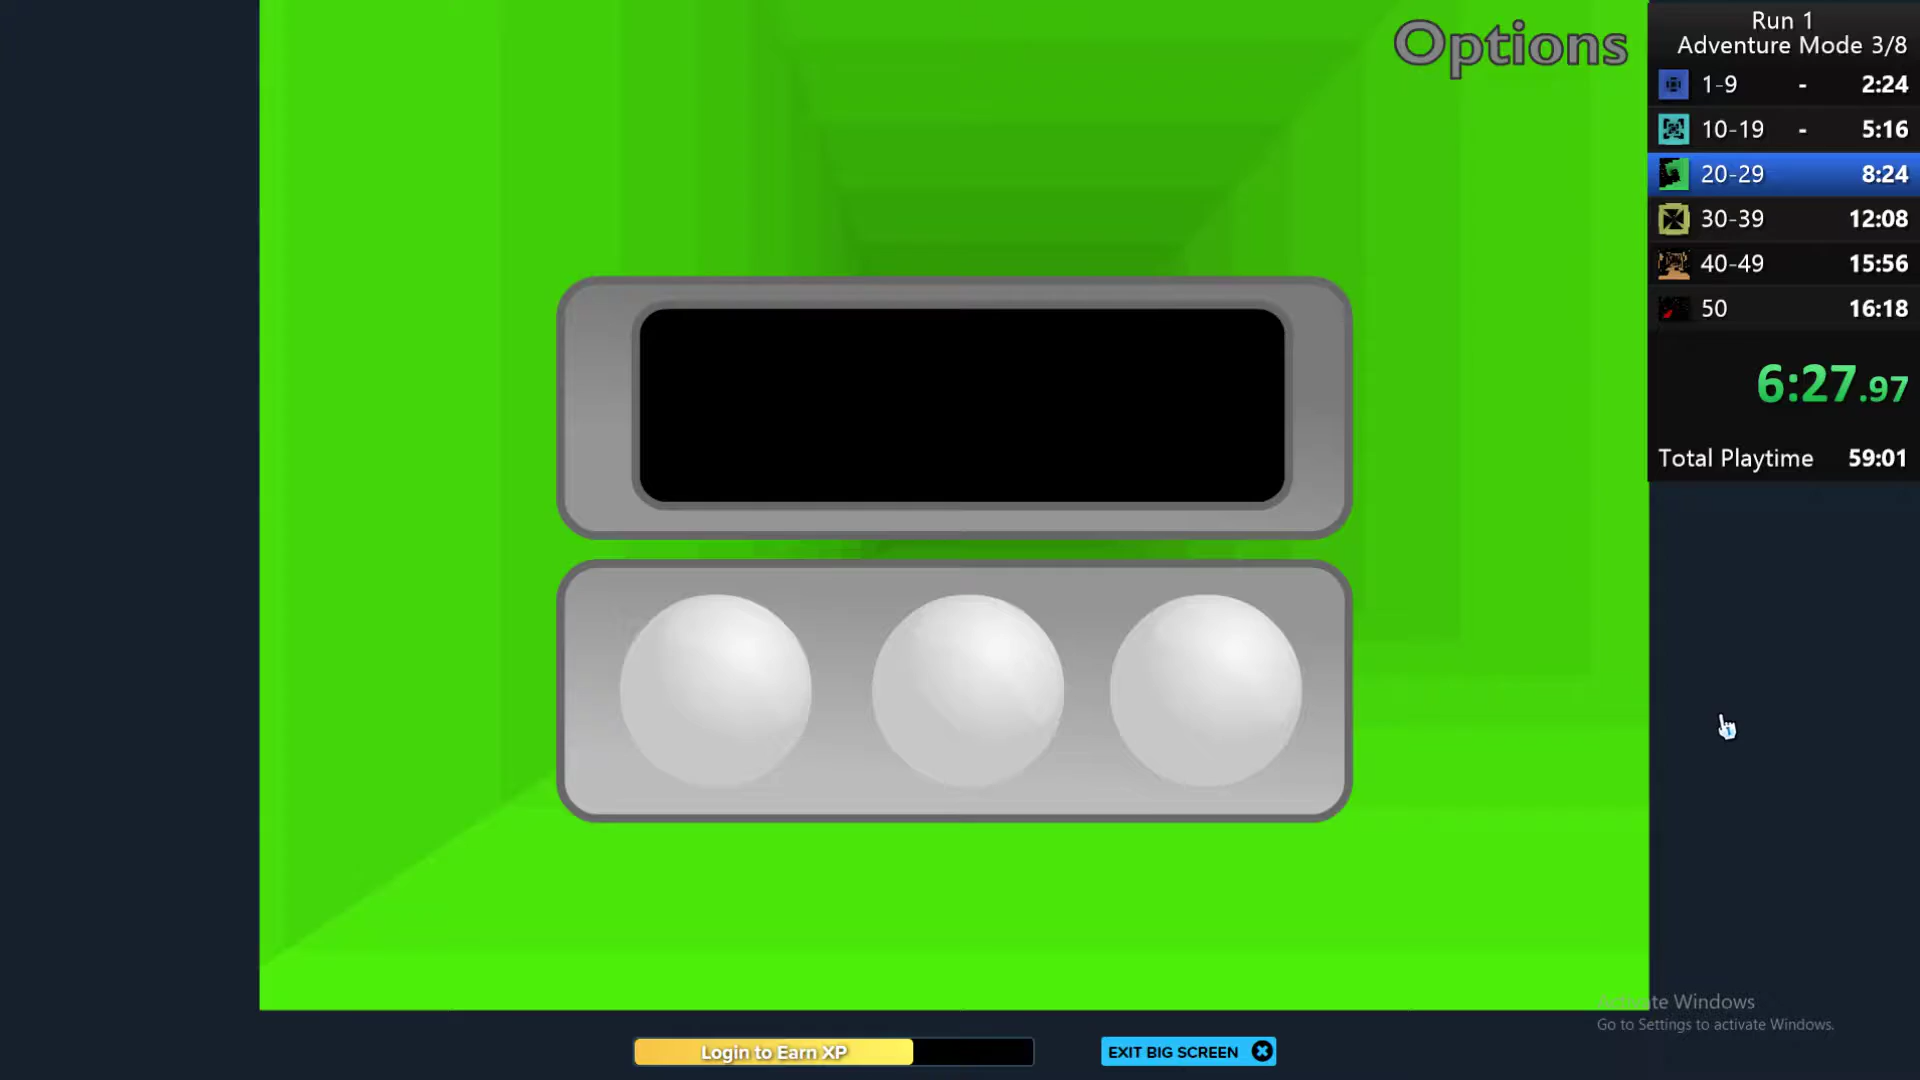 Options
Run 1
Adventure Mode 3/8
1-9 - 2:24
10-19 - 5:16
20-29 8:24
30-39 12:08
40-49 15:56
50 16:18
6:27.97
Total Playtime 59:01
Activate Windows
Go to Settings to activate Windows.
Login to Earn XP
EXIT BIG SCREEN